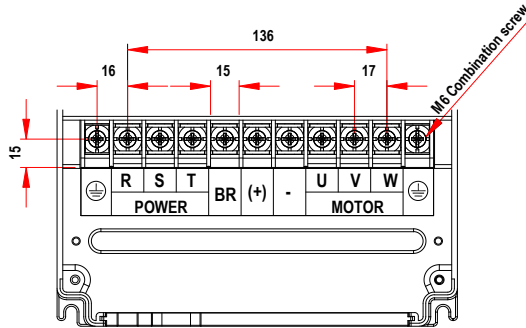 136
16
15
17
M6 Combination screw
15
R S T BR (+) - U V W
POWER MOTOR